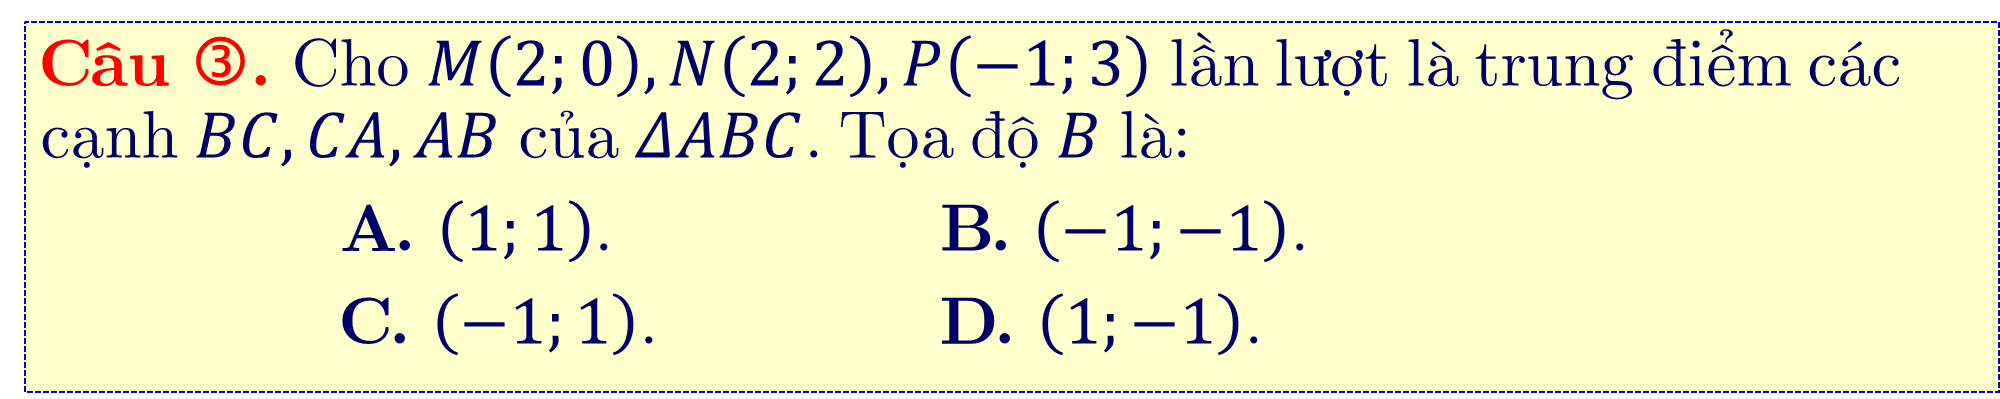 Câu ③. Cho M(2; 0), N(2; 2), P(−1; 3) lần lượt là trung điểm các
cạnh BC, CA, AB của ΔABC. Tọa độ B là:
A. (1; 1). B. (−1; −1).
C. (−1; 1). D. (1; −1).